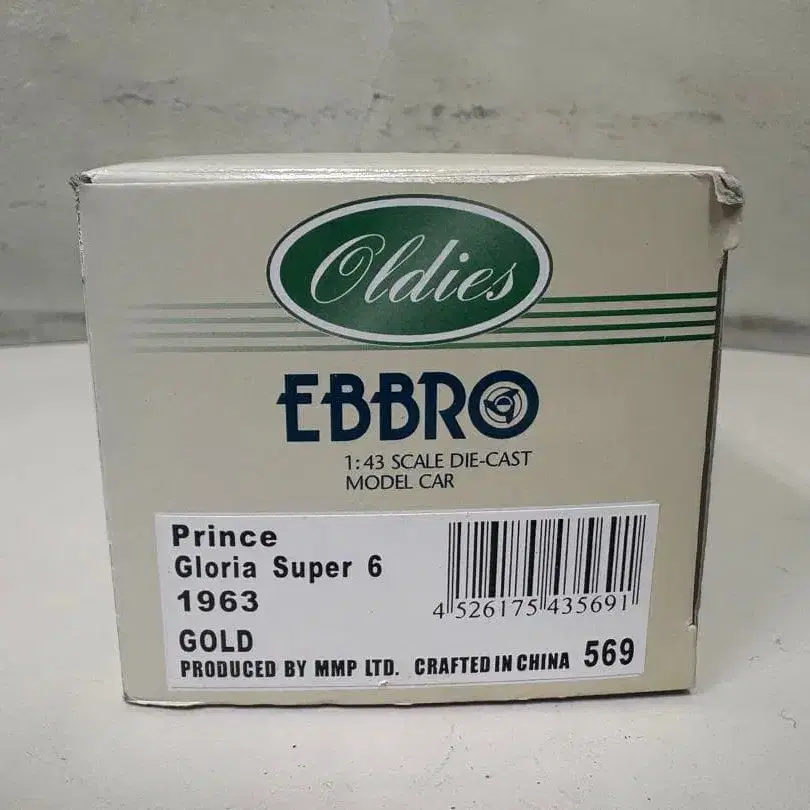 Oldies
EBBRO
1:43 SCALE DIE-CAST
MODEL CAR
Prince
Gloria Super 6
1963
4 526175 435691
GOLD
PRODUCED BY MMP LTD. CRAFTED IN CHINA 569